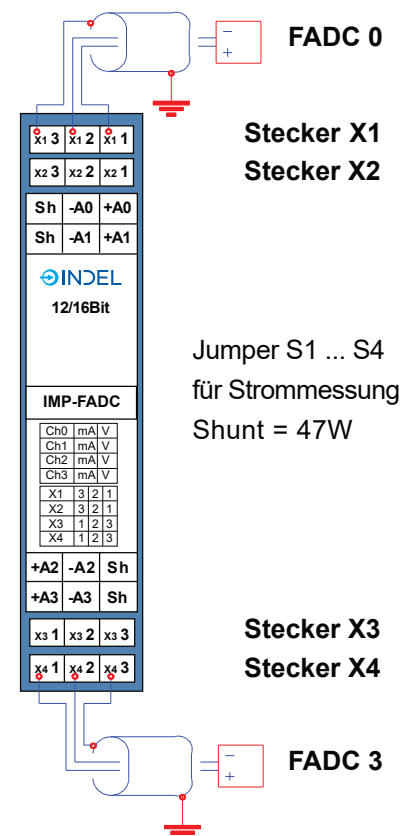 FADC 0
−
+
X1 3 X1 2 X1 1
Stecker X1
X2 3 X2 2 X2 1
Stecker X2
Sh -A0 +A0
Sh -A1 +A1
INDEL
12/16Bit
Jumper S1 ... S4
für Strommessung
Shunt = 47W
IMP-FADC
Ch0 mA V
Ch1 mA V
Ch2 mA V
Ch3 mA V
X1 3 2 1
X2 3 2 1
X3 1 2 3
X4 1 2 3
+A2 -A2 Sh
+A3 -A3 Sh
X3 1 X3 2 X3 3
Stecker X3
X4 1 X4 2 X4 3
Stecker X4
−
+
FADC 3